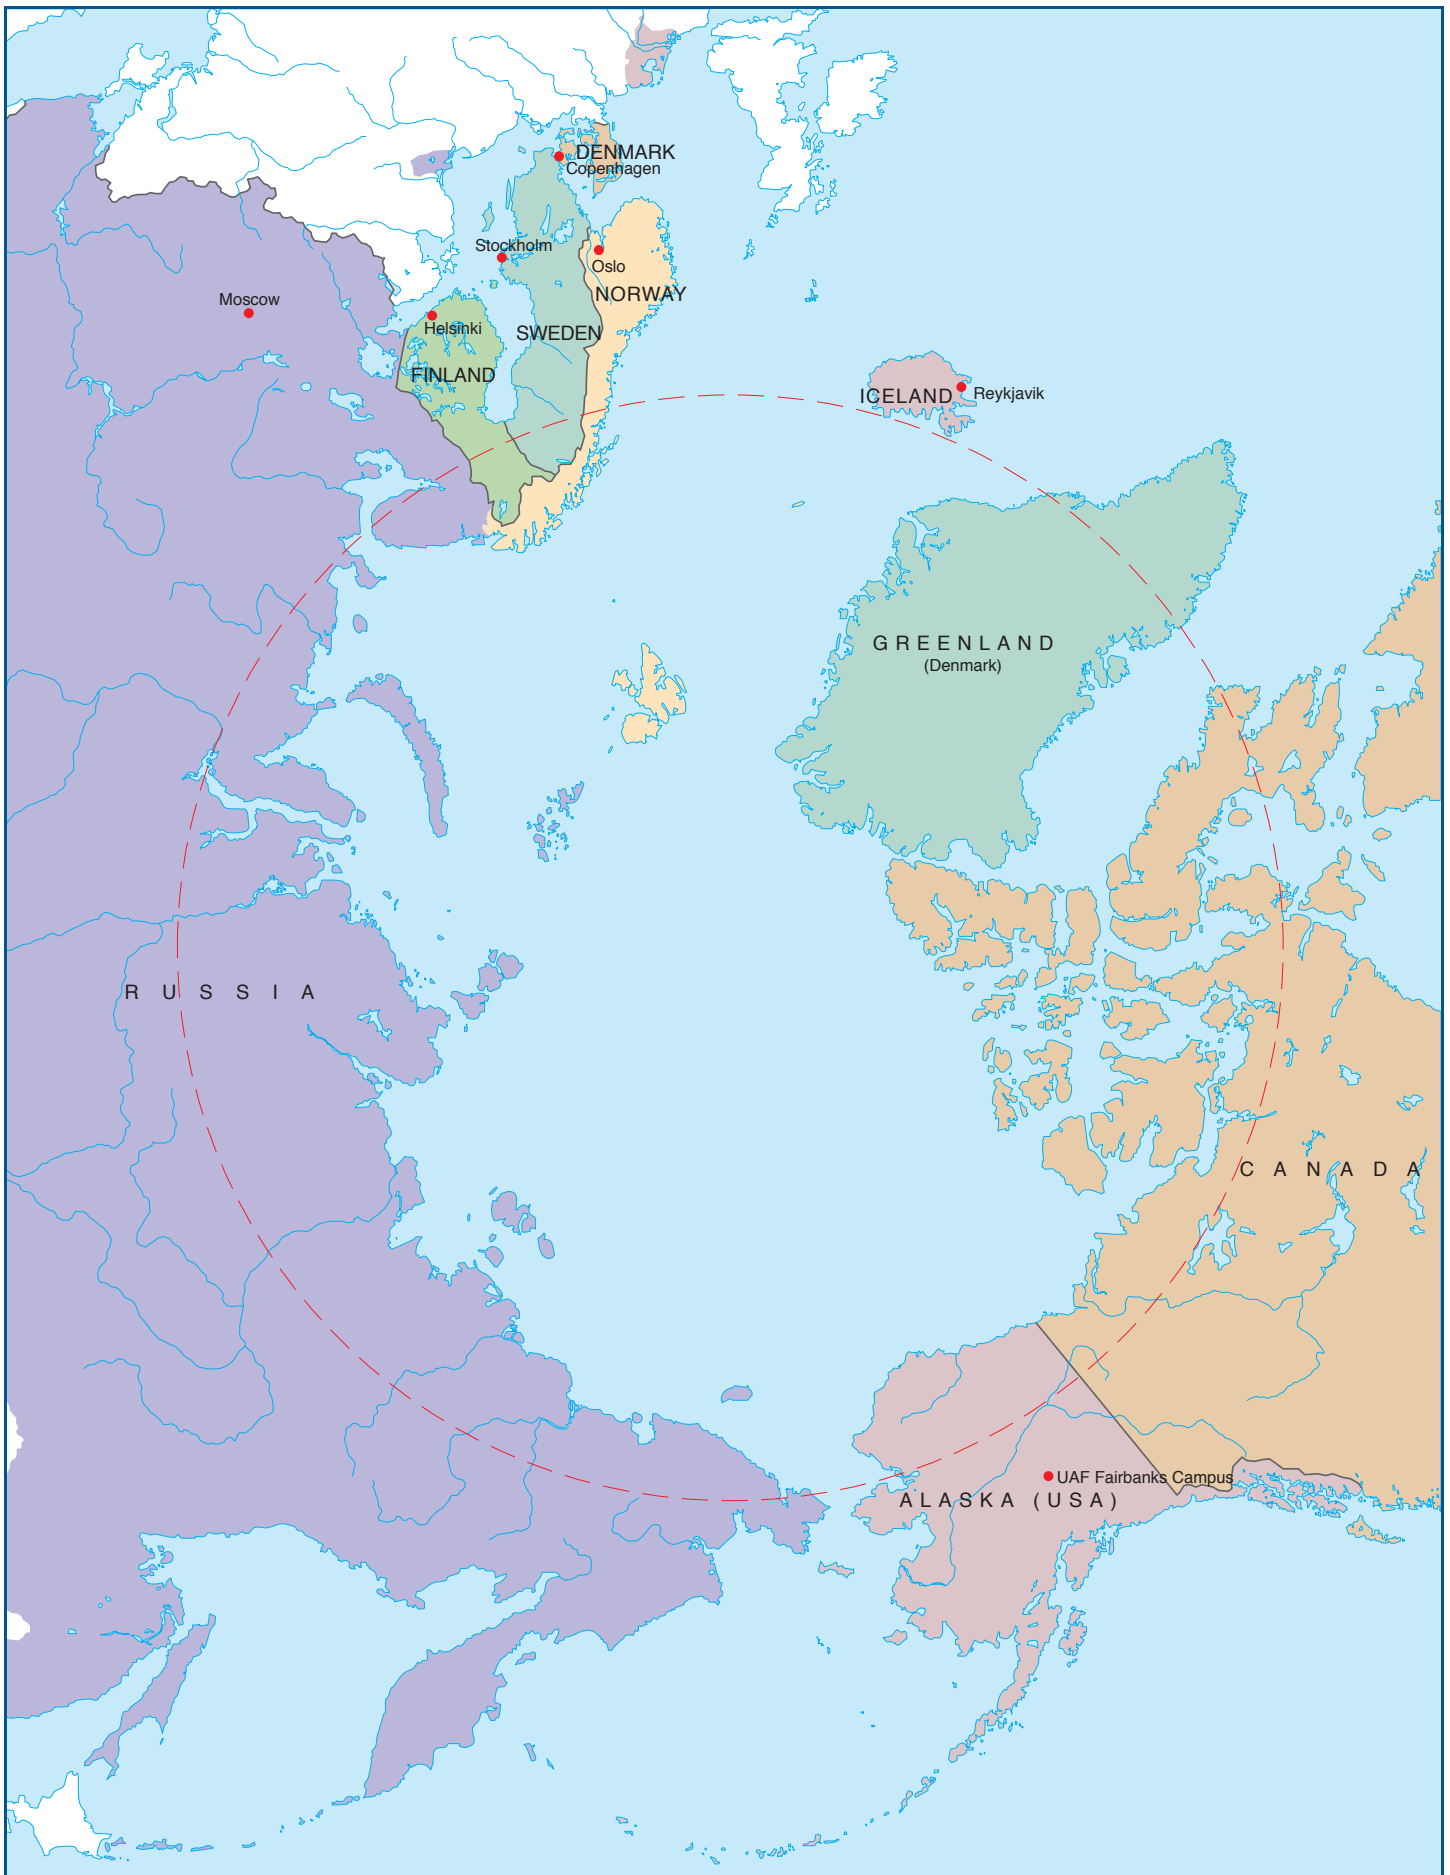 DENMARK
Copenhagen
Stockholm
Oslo
NORWAY
Moscow
Helsinki
SWEDEN
FINLAND
ICELAND
Reykjavik
GREENLAND
(Denmark)
RUSSIA
CANADA
UAF Fairbanks Campus
ALASKA (USA)